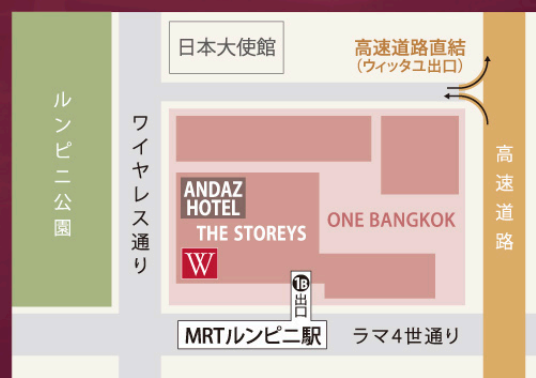 日本大使館
高速道路直結
(ウィッタユ出口)
ルンピニ公園
ワイヤレス通り
高速道路
ANDAZ
HOTEL
THE STOREYS
ONE BANGKOK
W
1B
出口
MRTルンピニ駅
ラマ4世通り